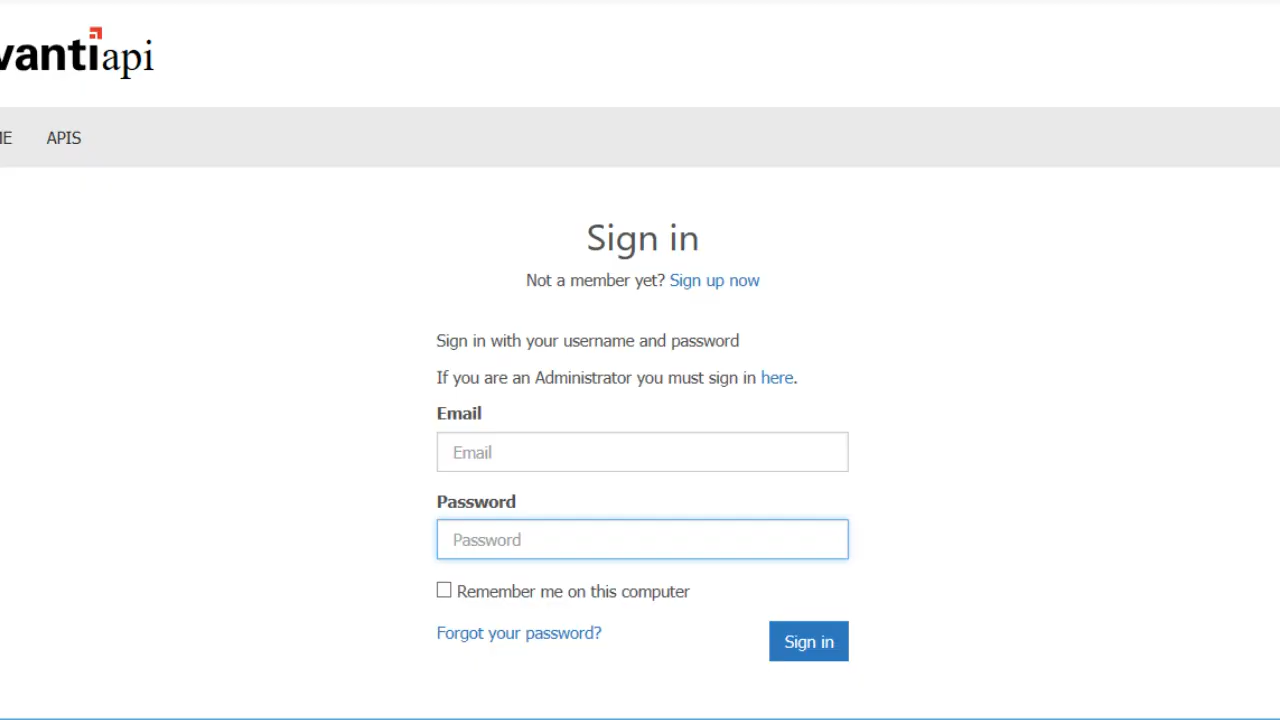 vantiapi
ME APIS
Sign in
Not a member yet? Sign up now
Sign in with your username and password
If you are an Administrator you must sign in here.
Email
Email
Password
Password
Remember me on this computer
Forgot your password?
Sign in